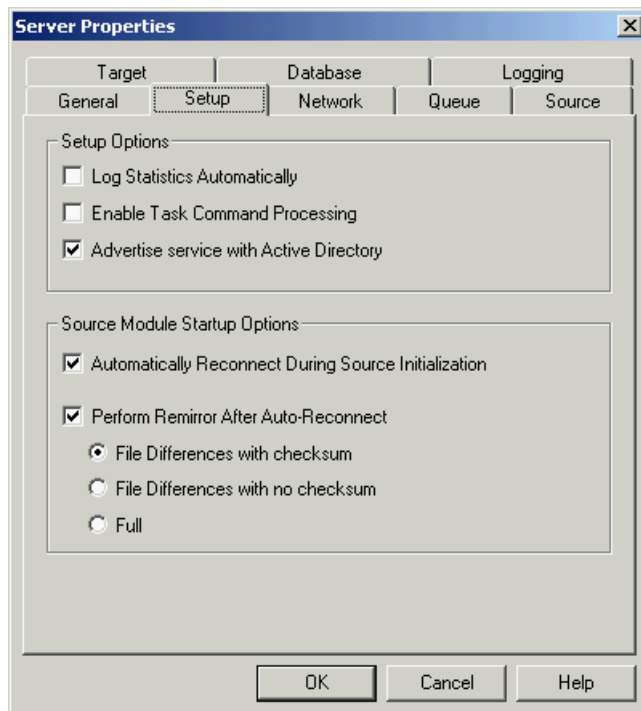 Server Properties
Target Database Logging
General Setup Network Queue Source
Setup Options
Log Statistics Automatically
Enable Task Command Processing
Advertise service with Active Directory
Source Module Startup Options
Automatically Reconnect During Source Initialization
Perform Remirror After Auto-Reconnect
File Differences with checksum
File Differences with no checksum
Full
OK Cancel Help